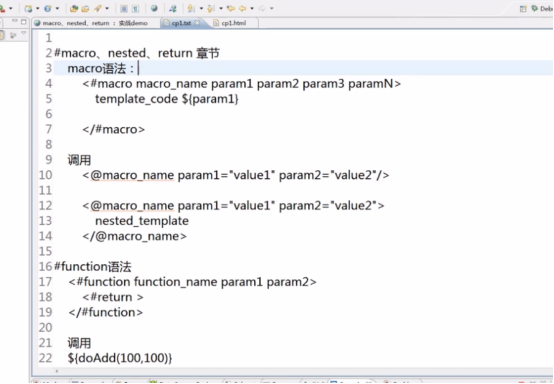 macro、nested、return : 实战demo
cp1.txt
cp1.html
1
2 #macro、nested、return 章节
3 macro语法：
4 <#macro macro_name param1 param2 param3 paramN>
5 template_code ${param1}
6
7 </#macro>
8
9 调用
10 <@macro_name param1="value1" param2="value2"/>
11
12 <@macro_name param1="value1" param2="value2">
13 nested_template
14 </@macro_name>
15
16 #function语法
17 <#function function_name param1 param2>
18 <#return >
19 </#function>
20
21 调用
22 ${doAdd(100,100)}